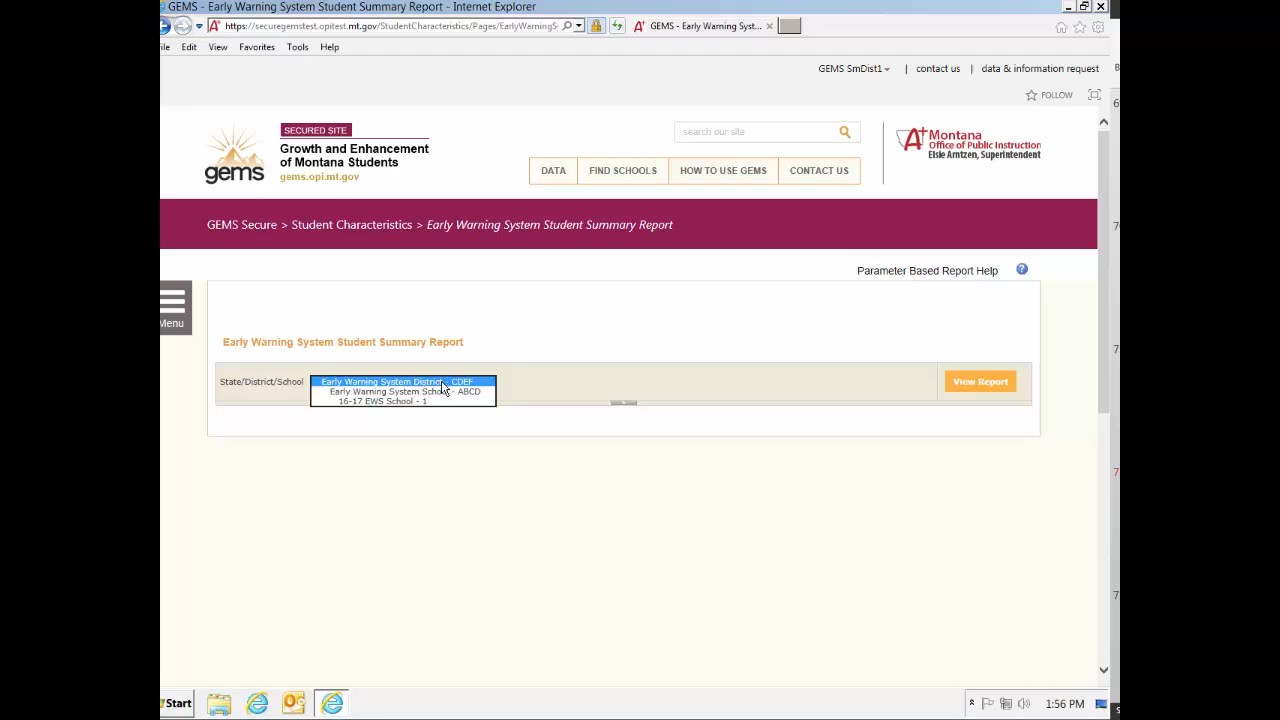 GEMS - Early Warning System Student Summary Report - Internet Explorer
https://securegemstest.opitest.mt.gov/StudentCharacteristics/Pages/EarlyWarningS
GEMS - Early Warning Syst...
Edit View Favorites Tools Help
GEMS SmDist1 | contact us | data & information request
FOLLOW
SECURED SITE
Growth and Enhancement
of Montana Students
gems.opi.mt.gov
gems
search our site
DATA FIND SCHOOLS HOW TO USE GEMS CONTACT US
A+ Montana
Office of Public Instruction
Elsie Arntzen, Superintendent
GEMS Secure > Student Characteristics > Early Warning System Student Summary Report
Parameter Based Report Help ?
Menu
Early Warning System Student Summary Report
State/District/School
Early Warning System District - CDEF
Early Warning System School - ABCD
16-17 EWS School - 1
View Report
Start
1:56 PM